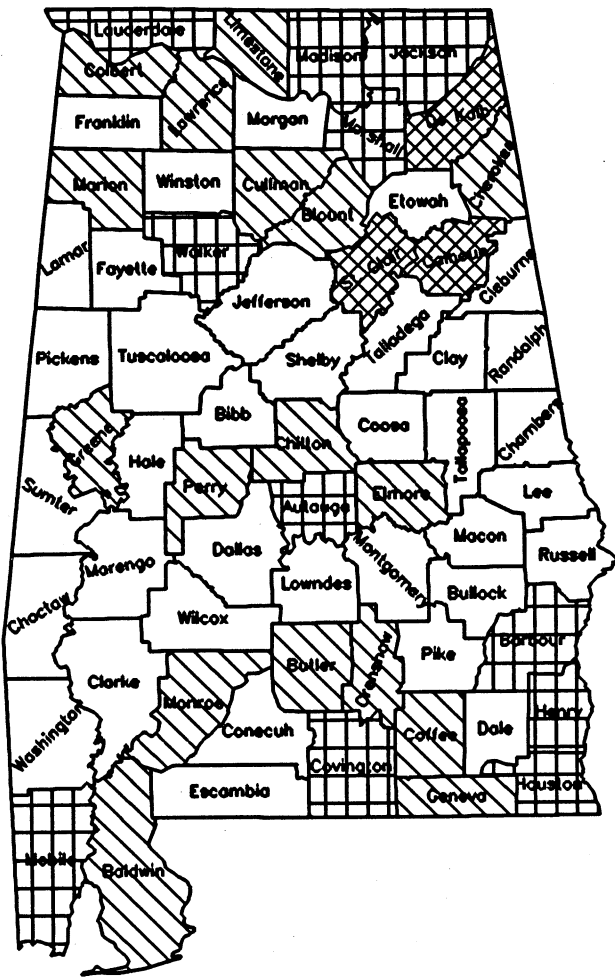 Lauderdale
Limestone
Madison
Jackson
Colbert
Lawrence
Franklin
Morgan
Marshall
De Kalb
Cherokee
Marion
Winston
Cullman
Blount
Etowah
Lamar
Fayette
Walker
St. Clair
Calhoun
Cleburne
Jefferson
Pickens
Tuscaloosa
Shelby
Talladega
Clay
Randolph
Bibb
Greene
Hale
Chilton
Coosa
Tallapoosa
Chambers
Sumter
Perry
Autauga
Elmore
Lee
Marengo
Dallas
Lowndes
Montgomery
Macon
Russell
Bullock
Choctaw
Wilcox
Clarke
Butler
Crenshaw
Pike
Barbour
Washington
Monroe
Conecuh
Coffee
Dale
Henry
Covington
Escambia
Geneva
Houston
Mobile
Baldwin